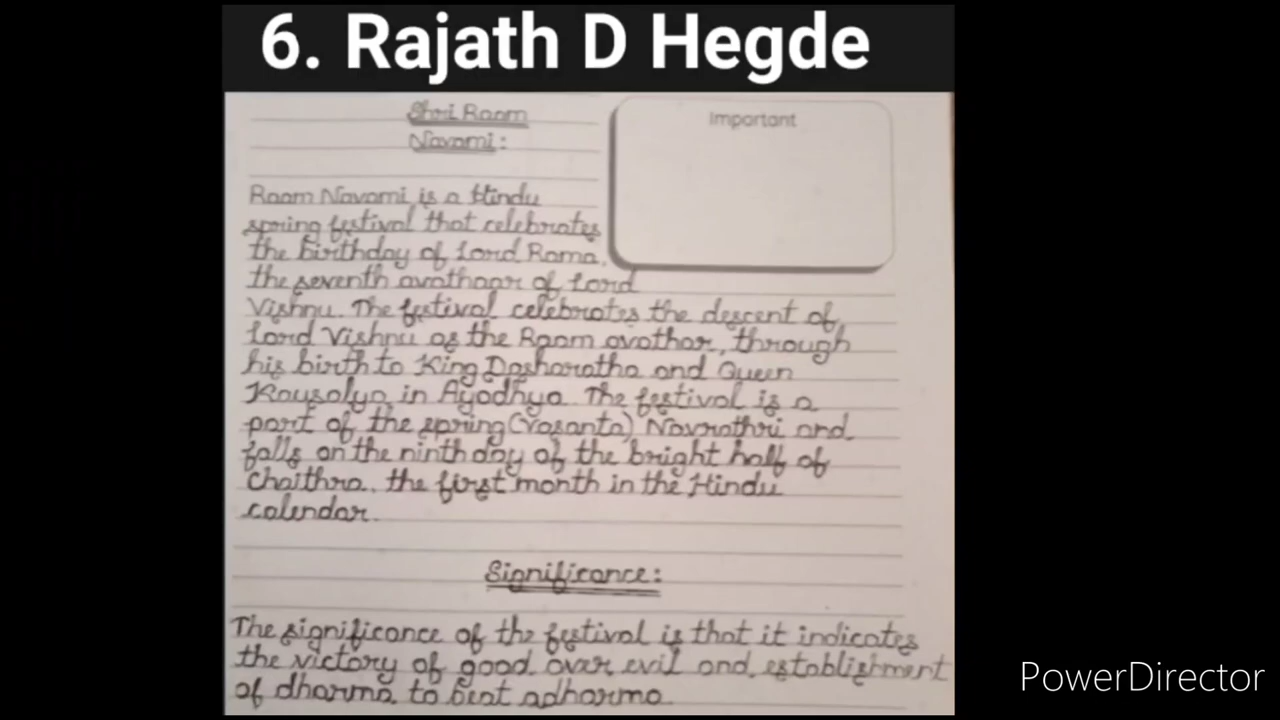 6. Rajath D Hegde
Shri Raam
Navami:
Important
Raam Navami is a Hindu
spring festival that celebrates
the birthday of Lord Rama,
the seventh avathaar of Lord
Vishnu. The festival celebrates the descent of
Lord Vishnu as the Raam avathar, through
his birth to King Dasharatha and Queen
Kausalya in Ayodhya. The festival is a
part of the spring (Vasanta) Navrathri and
falls on the ninth day of the bright half of
Chaithra, the first month in the Hindu
calendar.
Significance:
The significance of the festival is that it indicates
the victory of good over evil and establishment
of dharma to beat adharma
PowerDirector